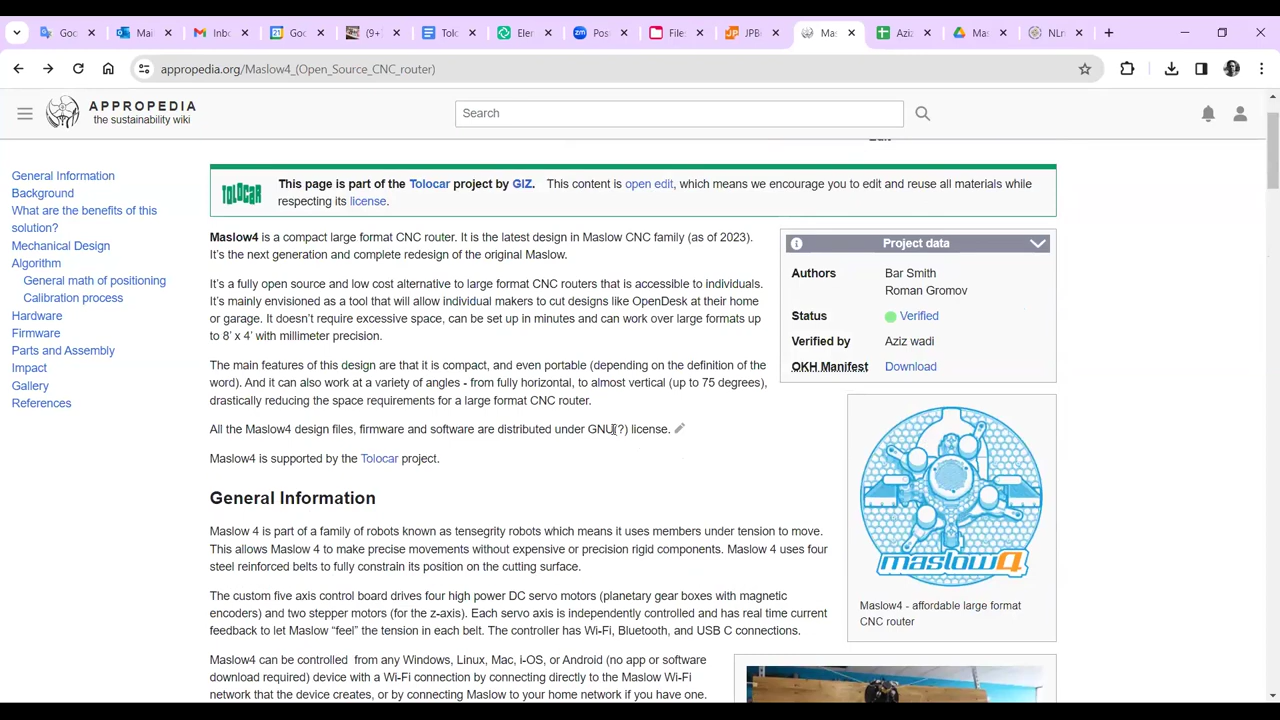 Goo
Mai
Inbo
Goo
(9+
Tolo
Eler
Pos
File
JPB
Mas
Aziz
Mas
NLn
appropedia.org/Maslow4_(Open_Source_CNC_router)
APPROPEDIA
the sustainability wiki
Search
Edit
General Information
Background
What are the benefits of this
solution?
Mechanical Design
Algorithm
General math of positioning
Calibration process
Hardware
Firmware
Parts and Assembly
Impact
Gallery
References
TOLOCAR
This page is part of the Tolocar project by GIZ. This content is open edit, which means we encourage you to edit and reuse all materials while
respecting its license.
Maslow4 is a compact large format CNC router. It is the latest design in Maslow CNC family (as of 2023).
It's the next generation and complete redesign of the original Maslow.
It's a fully open source and low cost alternative to large format CNC routers that is accessible to individuals.
It's mainly envisioned as a tool that will allow individual makers to cut designs like OpenDesk at their home
or garage. It doesn't require excessive space, can be set up in minutes and can work over large formats up
to 8' x 4' with millimeter precision.
The main features of this design are that it is compact, and even portable (depending on the definition of the
word). And it can also work at a variety of angles - from fully horizontal, to almost vertical (up to 75 degrees),
drastically reducing the space requirements for a large format CNC router.
All the Maslow4 design files, firmware and software are distributed under GNU(?) license.
Maslow4 is supported by the Tolocar project.
Project data
Authors
Bar Smith
Roman Gromov
Status
Verified
Verified by
Aziz wadi
OKH Manifest
Download
maslow4
Maslow4 - affordable large format
CNC router
General Information
Maslow 4 is part of a family of robots known as tensegrity robots which means it uses members under tension to move.
This allows Maslow 4 to make precise movements without expensive or precision rigid components. Maslow 4 uses four
steel reinforced belts to fully constrain its position on the cutting surface.
The custom five axis control board drives four high power DC servo motors (planetary gear boxes with magnetic
encoders) and two stepper motors (for the z-axis). Each servo axis is independently controlled and has real time current
feedback to let Maslow “feel” the tension in each belt. The controller has Wi-Fi, Bluetooth, and USB C connections.
Maslow4 can be controlled from any Windows, Linux, Mac, i-OS, or Android (no app or software
download required) device with a Wi-Fi connection by connecting directly to the Maslow Wi-Fi
network that the device creates, or by connecting Maslow to your home network if you have one.